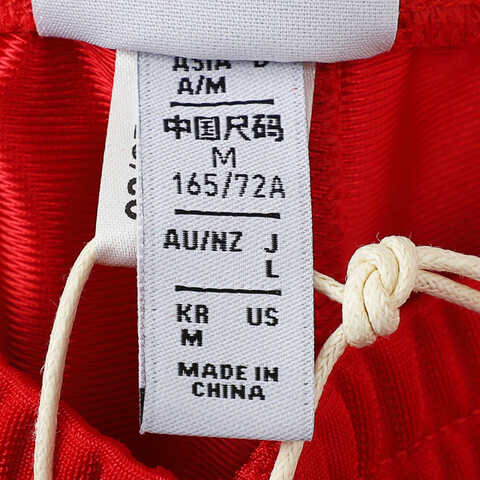 ASIA D
A/M
中国尺码
M
165/72A
AU/NZ J
L
KR US
M
MADE IN
CHINA